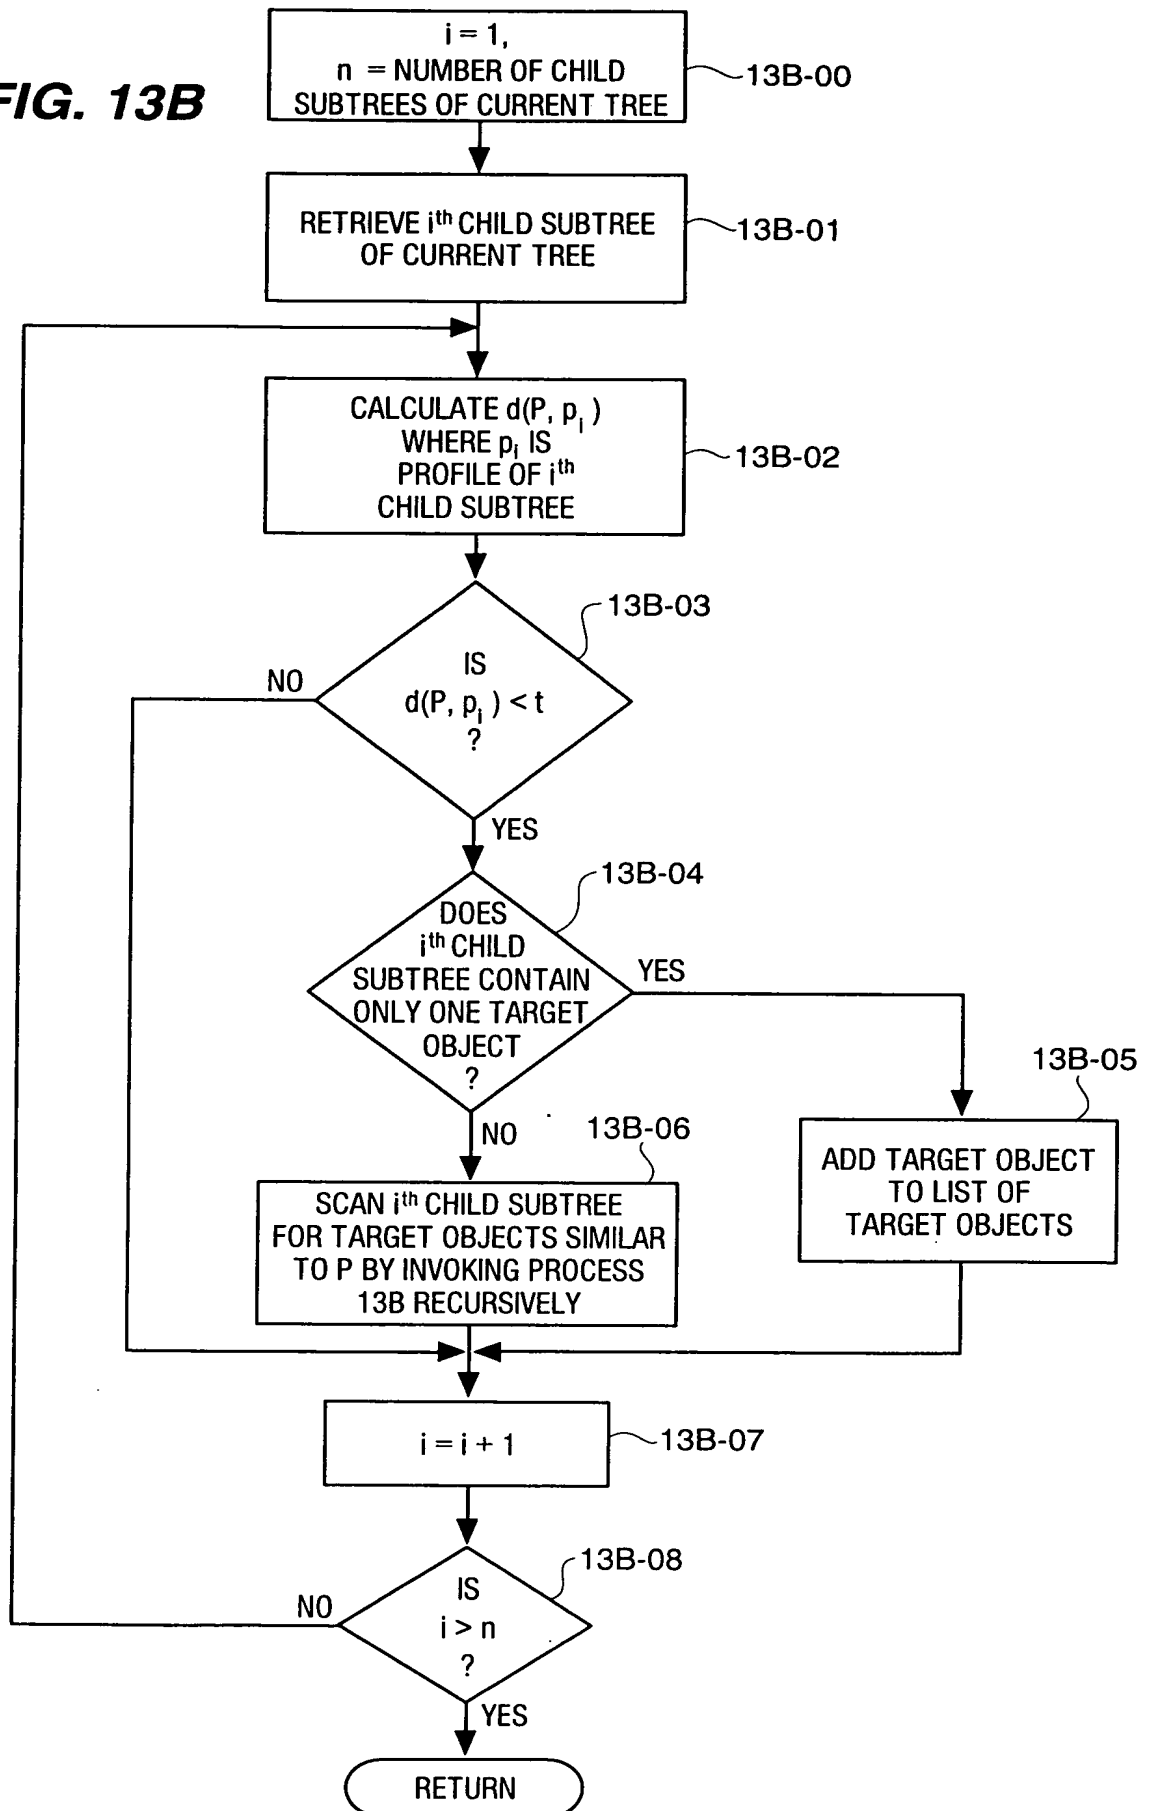 FIG. 13B
i = 1,
n = NUMBER OF CHILD
SUBTREES OF CURRENT TREE
13B-00
RETRIEVE ith CHILD SUBTREE
OF CURRENT TREE
13B-01
CALCULATE d(P, pi)
WHERE pi IS
PROFILE OF ith
CHILD SUBTREE
13B-02
13B-03
IS
d(P, pi) < t
?
NO
YES
13B-04
DOES
ith CHILD
SUBTREE CONTAIN
ONLY ONE TARGET
OBJECT
?
YES
NO
13B-05
ADD TARGET OBJECT
TO LIST OF
TARGET OBJECTS
13B-06
SCAN ith CHILD SUBTREE
FOR TARGET OBJECTS SIMILAR
TO P BY INVOKING PROCESS
13B RECURSIVELY
i = i + 1
13B-07
13B-08
IS
i > n
?
NO
YES
RETURN